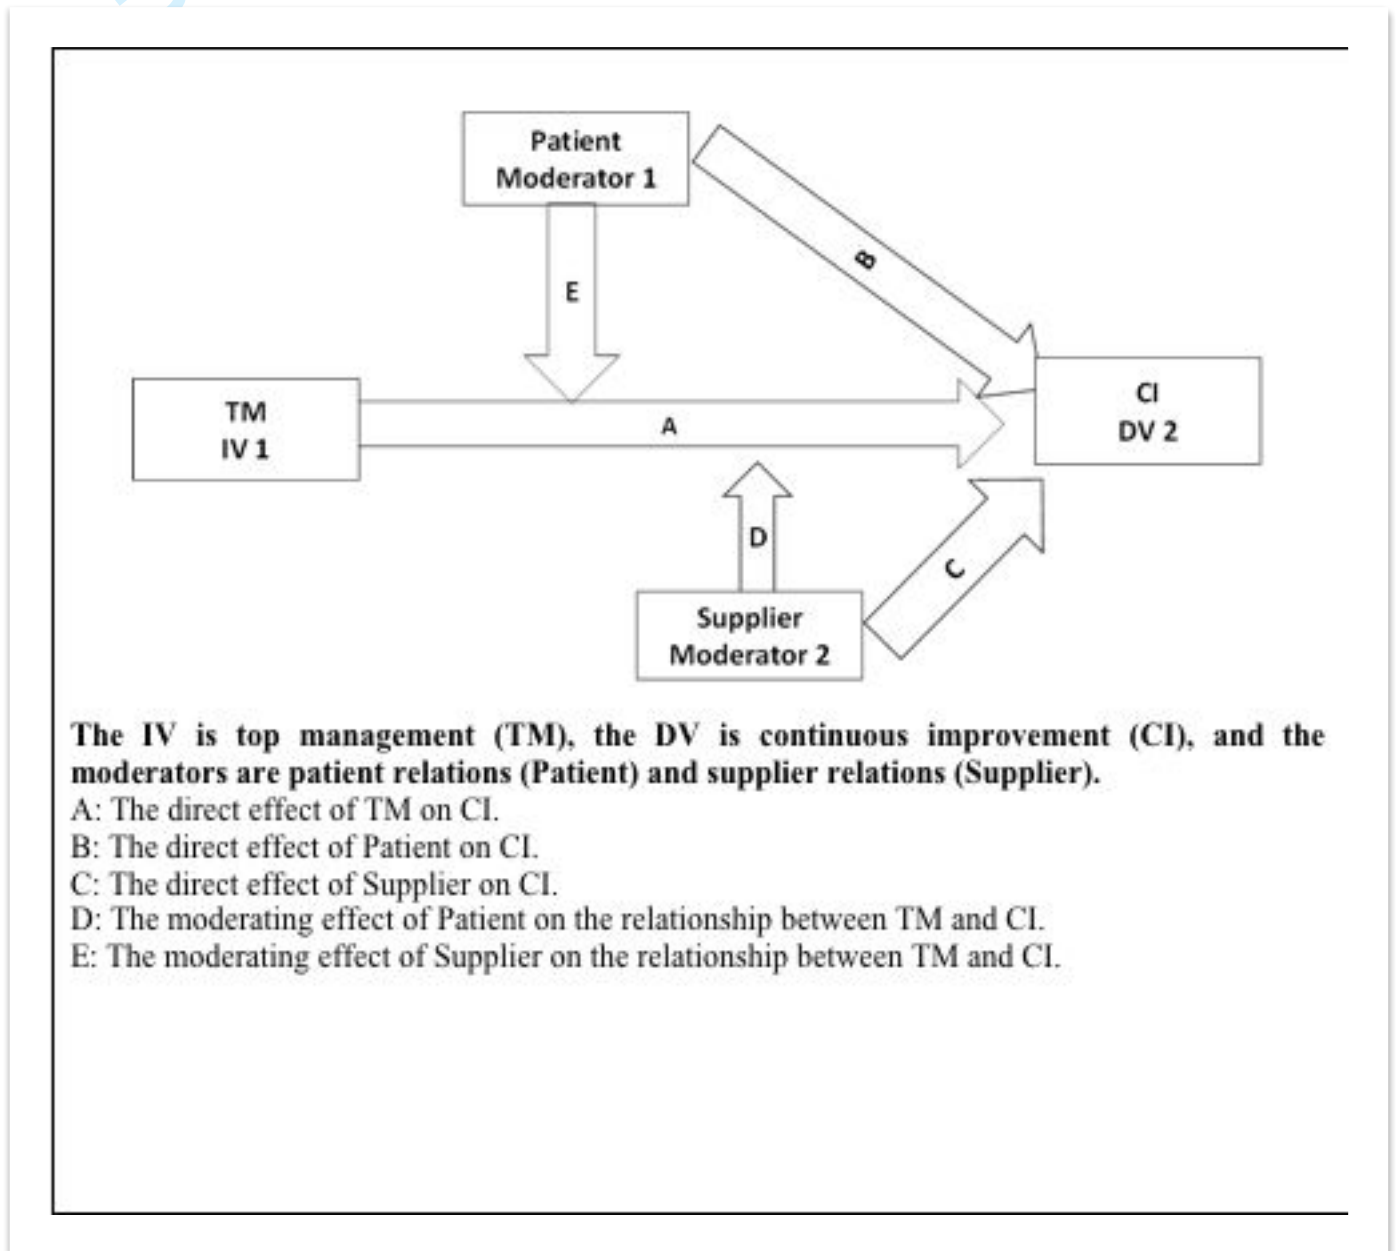 Patient
Moderator 1
B
E
TM
IV 1
A
CI
DV 2
D
C
Supplier
Moderator 2
The IV is top management (TM), the DV is continuous improvement (CI), and the
moderators are patient relations (Patient) and supplier relations (Supplier).
A: The direct effect of TM on CI.
B: The direct effect of Patient on CI.
C: The direct effect of Supplier on CI.
D: The moderating effect of Patient on the relationship between TM and CI.
E: The moderating effect of Supplier on the relationship between TM and CI.